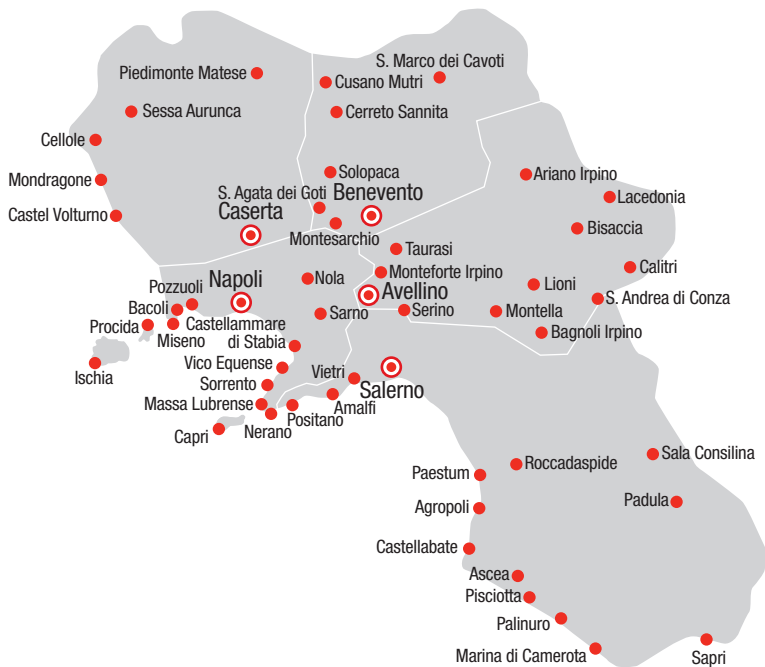 S. Marco dei Cavoti
Piedimonte Matese
Cusano Mutri
Sessa Aurunca
Cerreto Sannita
Cellole
Solopaca
Ariano Irpino
Mondragone
S. Agata dei Goti
Benevento
Lacedonia
Castel Volturno
Caserta
Montesarchio
Bisaccia
Taurasi
Calitri
Napoli
Nola
Monteforte Irpino
Pozzuoli
Lioni
Avellino
S. Andrea di Conza
Bacoli
Procida
Miseno
Castellammare
di Stabia
Sarno
Serino
Montella
Bagnoli Irpino
Ischia
Vico Equense
Vietri
Salerno
Sorrento
Massa Lubrense
Amalfi
Positano
Capri
Nerano
Sala Consilina
Roccadaspide
Paestum
Padula
Agropoli
Castellabate
Ascea
Pisciotta
Palinuro
Marina di Camerota
Sapri